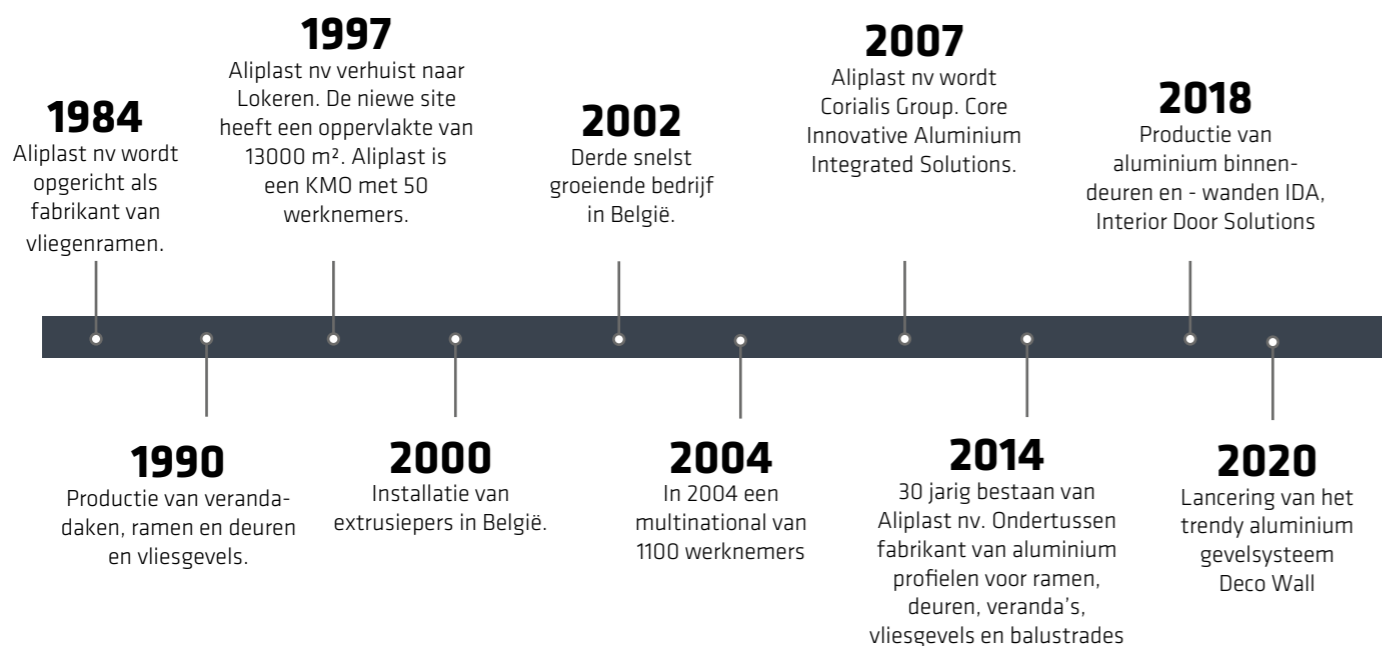 1984
Aliplast nv wordt
opgericht als
fabrikant van
vliegenramen.
1997
Aliplast nv verhuist naar
Lokeren. De niewe site
heeft een oppervlakte van
13000 m². Aliplast is
een KMO met 50
werknemers.
2002
Derde snelst
groeiende bedrijf
in België.
2007
Aliplast nv wordt
Corialis Group. Core
Innovative Aluminium
Integrated Solutions.
2018
Productie van
aluminium binnen-
deuren en - wanden IDA,
Interior Door Solutions
1990
Productie van veranda-
daken, ramen en deuren
en vliesgevels.
2000
Installatie van
extrusiepers in België.
2004
In 2004 een
multinational van
1100 werknemers
2014
30 jarig bestaan van
Aliplast nv. Ondertussen
fabrikant van aluminium
profielen voor ramen,
deuren, veranda's,
vliesgevels en balustrades
2020
Lancering van het
trendy aluminium
gevelsysteem
Deco Wall